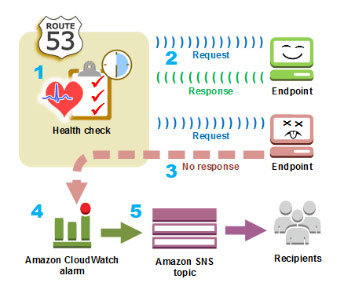 ROUTE
53
1
2
Request
Response
Endpoint
Health check
Request
3
No response
Endpoint
4
5
Amazon CloudWatch
alarm
Amazon SNS
topic
Recipients